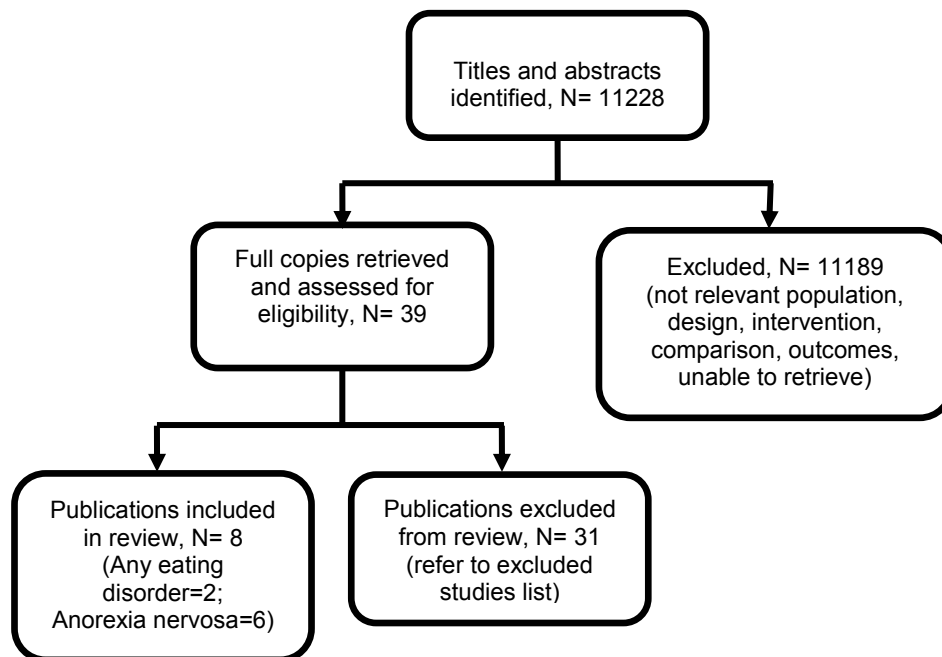 Titles and abstracts
identified, N= 11228
Full copies retrieved
and assessed for
eligibility, N= 39
Excluded, N= 11189
(not relevant population,
design, intervention,
comparison, outcomes,
unable to retrieve)
Publications included
in review, N= 8
(Any eating
disorder=2;
Anorexia nervosa=6)
Publications excluded
from review, N= 31
(refer to excluded
studies list)